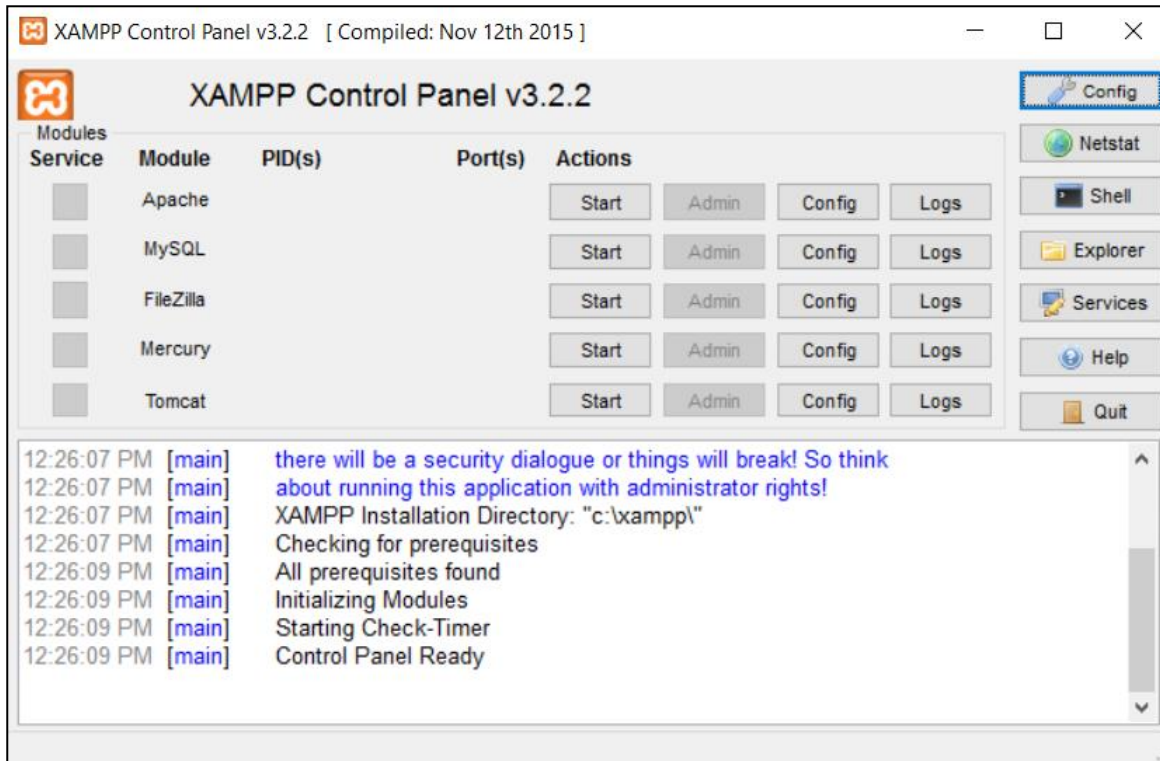 XAMPP Control Panel v3.2.2 [ Compiled: Nov 12th 2015 ]
XAMPP Control Panel v3.2.2
Config
Modules
Service Module PID(s) Port(s) Actions
Netstat
Apache Start Admin Config Logs
Shell
MySQL Start Admin Config Logs
Explorer
FileZilla Start Admin Config Logs
Services
Mercury Start Admin Config Logs
Help
Tomcat Start Admin Config Logs
Quit
12:26:07 PM [main] there will be a security dialogue or things will break! So think
12:26:07 PM [main] about running this application with administrator rights!
12:26:07 PM [main] XAMPP Installation Directory: "c:\xampp\"
12:26:07 PM [main] Checking for prerequisites
12:26:09 PM [main] All prerequisites found
12:26:09 PM [main] Initializing Modules
12:26:09 PM [main] Starting Check-Timer
12:26:09 PM [main] Control Panel Ready